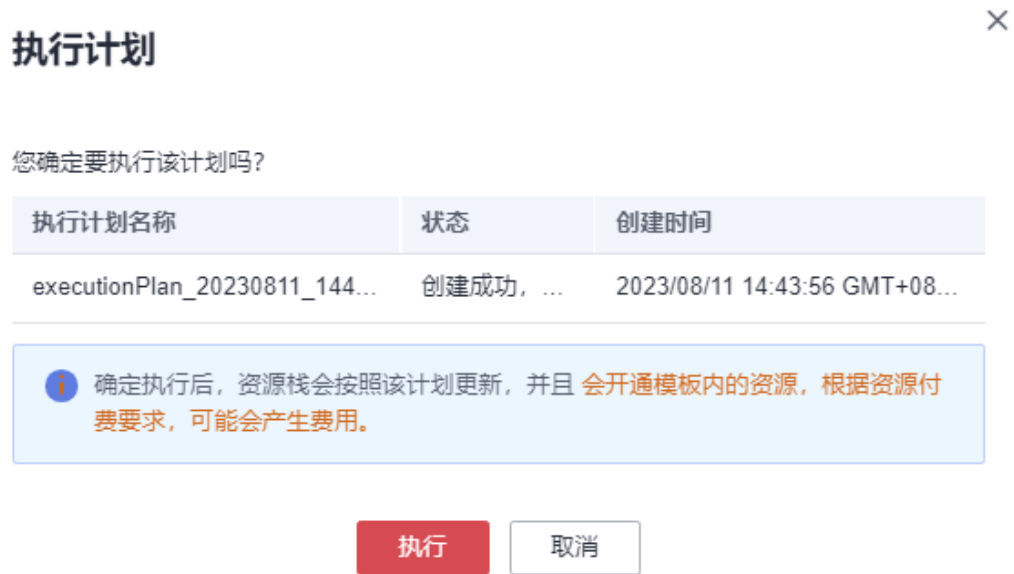 执行计划
您确定要执行该计划吗?
执行计划名称 状态 创建时间
executionPlan_20230811_144... 创建成功，... 2023/08/11 14:43:56 GMT+08...
确定执行后，资源栈会按照该计划更新，并且 会开通模板内的资源，根据资源付
费要求，可能会产生费用。
执行 取消